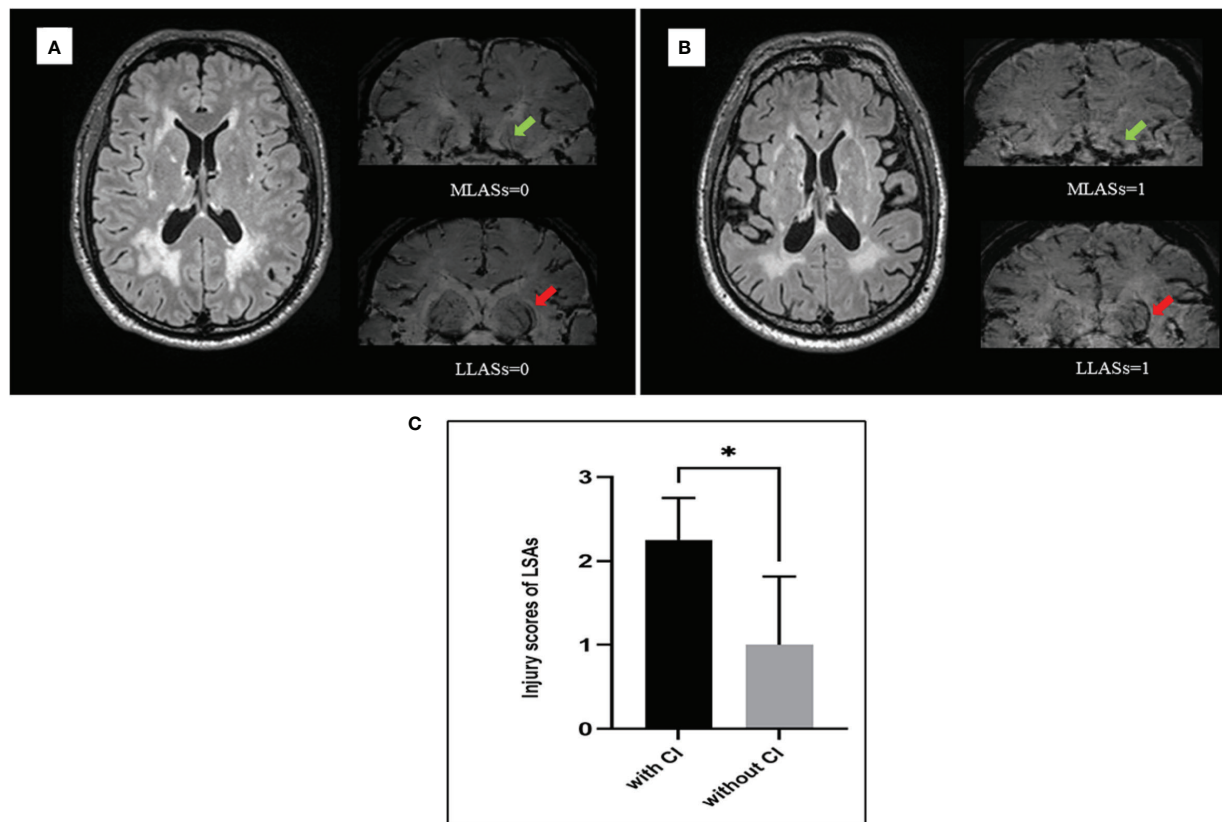 A
MLASs=0
LLASs=0
B
MLASs=1
LLASs=1
C
*
3
2
1
0
Injury scores of LSAs
with CI
without CI